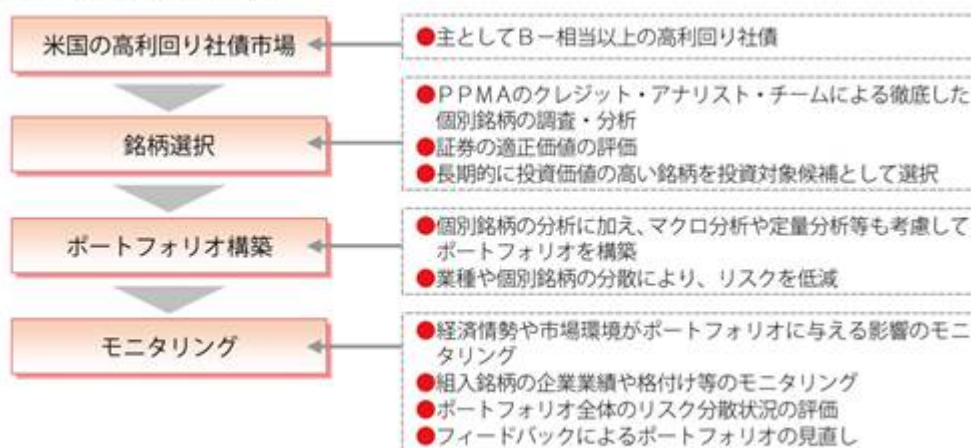 米国の高利回り社債市場
●主としてB－相当以上の高利回り社債
銘柄選択
●PPMAのクレジット・アナリスト・チームによる徹底した
個別銘柄の調査・分析
●証券の適正価値の評価
●長期的に投資価値の高い銘柄を投資対象候補として選択
ポートフォリオ構築
●個別銘柄の分析に加え、マクロ分析や定量分析等も考慮して
ポートフォリオを構築
●業種や個別銘柄の分散により、リスクを低減
モニタリング
●経済情勢や市場環境がポートフォリオに与える影響のモニ
タリング
●組入銘柄の企業業績や格付け等のモニタリング
●ポートフォリオ全体のリスク分散状況の評価
●フィードバックによるポートフォリオの見直し